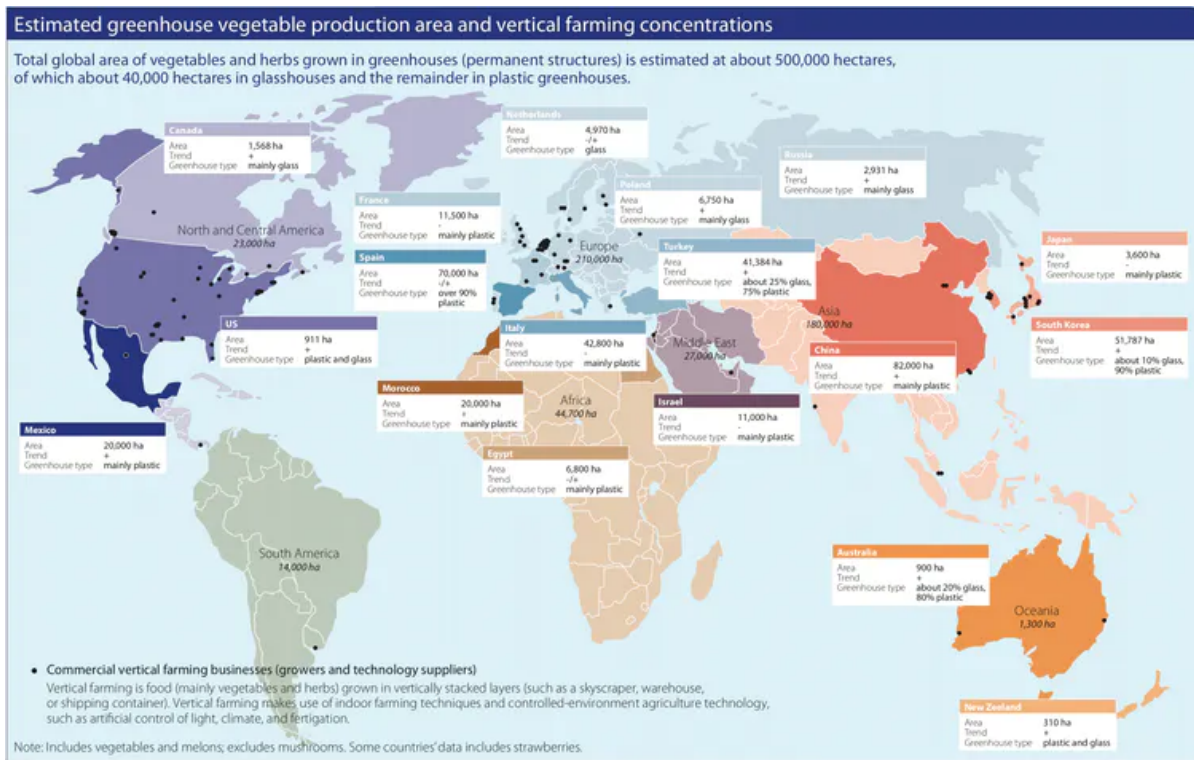 Estimated greenhouse vegetable production area and vertical farming concentrations
Total global area of vegetables and herbs grown in greenhouses (permanent structures) is estimated at about 500,000 hectares,
of which about 40,000 hectares in glasshouses and the remainder in plastic greenhouses.
Netherlands
Area 4,970 ha
Trend -/+
Greenhouse type glass
Canada
Area 1,568 ha
Trend +
Greenhouse type mainly glass
Russia
Area 2,931 ha
Trend +
Greenhouse type mainly glass
Poland
Area 6,750 ha
Trend +
Greenhouse type mainly glass
France
Area 11,500 ha
Trend -
Greenhouse type mainly plastic
North and Central America
23,000 ha
Europe
210,000 ha
Turkey
Area 41,384 ha
Trend +
Greenhouse type about 25% glass,
75% plastic
Japan
Area 3,600 ha
Trend -
Greenhouse type mainly plastic
Spain
Area 70,000 ha
Trend -/+
Greenhouse type over 90%
plastic
Asia
180,000 ha
US
Area 911 ha
Trend +
Greenhouse type plastic and glass
Italy
Area 42,800 ha
Trend -
Greenhouse type mainly plastic
Middle East
27,000 ha
South Korea
Area 51,787 ha
Trend +
Greenhouse type about 10% glass,
90% plastic
China
Area 82,000 ha
Trend +
Greenhouse type mainly plastic
Morocco
Area 20,000 ha
Trend +
Greenhouse type mainly plastic
Africa
44,700 ha
Israel
Area 11,000 ha
Trend -
Greenhouse type mainly plastic
Mexico
Area 20,000 ha
Trend +
Greenhouse type mainly plastic
Egypt
Area 6,800 ha
Trend -/+
Greenhouse type mainly plastic
South America
14,000 ha
Australia
Area 900 ha
Trend +
Greenhouse type about 20% glass,
80% plastic
Oceania
1,300 ha
• Commercial vertical farming businesses (growers and technology suppliers)
Vertical farming is food (mainly vegetables and herbs) grown in vertically stacked layers (such as a skyscraper, warehouse,
or shipping container). Vertical farming makes use of indoor farming techniques and controlled-environment agriculture technology,
such as artificial control of light, climate, and fertigation.
New Zeeland
Area 310 ha
Trend +
Greenhouse type plastic and glass
Note: Includes vegetables and melons; excludes mushrooms. Some countries' data includes strawberries.